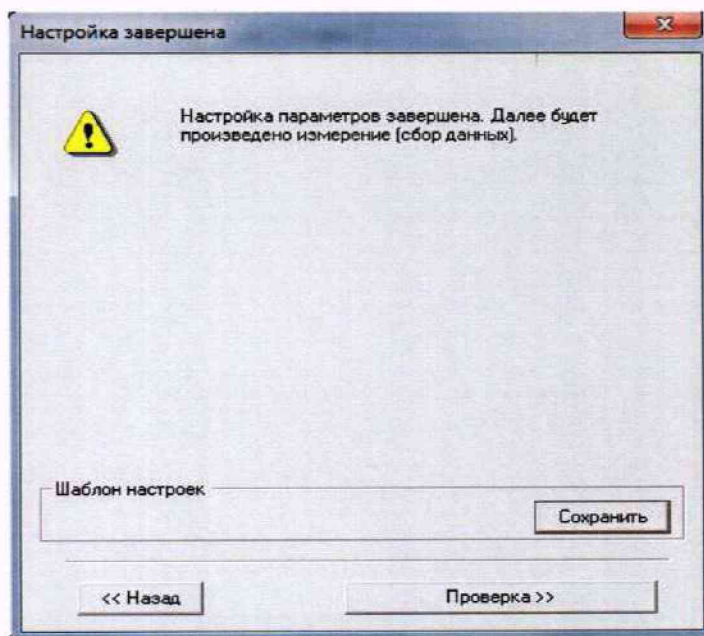 Настройка завершена
Настройка параметров завершена. Далее будет
произведено измерение (сбор данных).
Шаблон настроек
Сохранить
<< Назад
Проверка >>